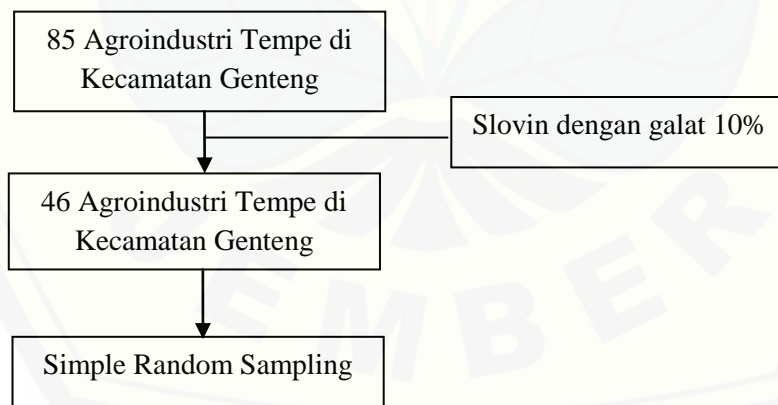 85 Agroindustri Tempe di
Kecamatan Genteng
Slovin dengan galat 10%
46 Agroindustri Tempe di
Kecamatan Genteng
Simple Random Sampling
JEMBER